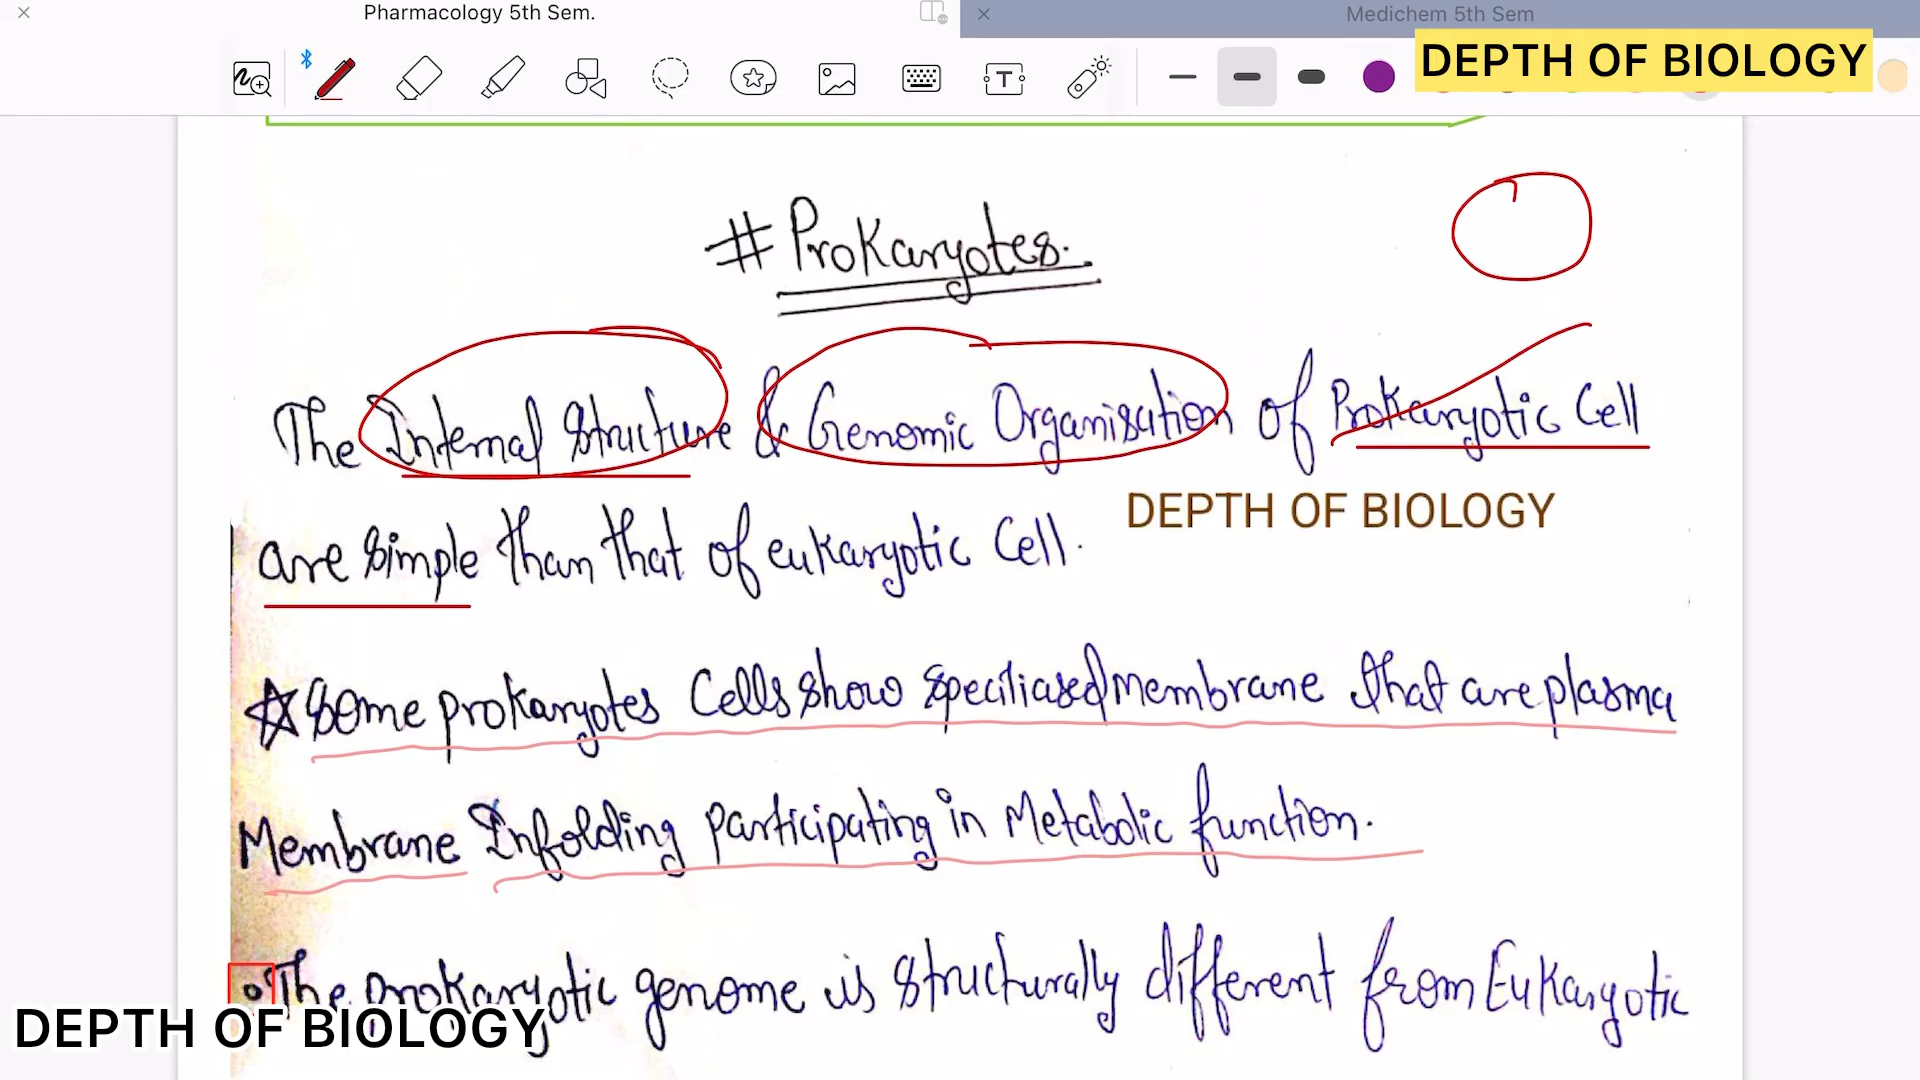 Pharmacology 5th Sem.
Medichem 5th Sem
DEPTH OF BIOLOGY
T
#Prokaryotes.
The Internal Structure & Genomic Organisation of Prokaryotic Cell
DEPTH OF BIOLOGY
are simple than that of eukaryotic Cell.
☆ Some prokaryotes Cells show speciliased membrane that are plasma
Membrane Infolding participating in Metabolic function.
The prokaryotic genome is structurally different from Eukaryotic
DEPTH OF BIOLOGY